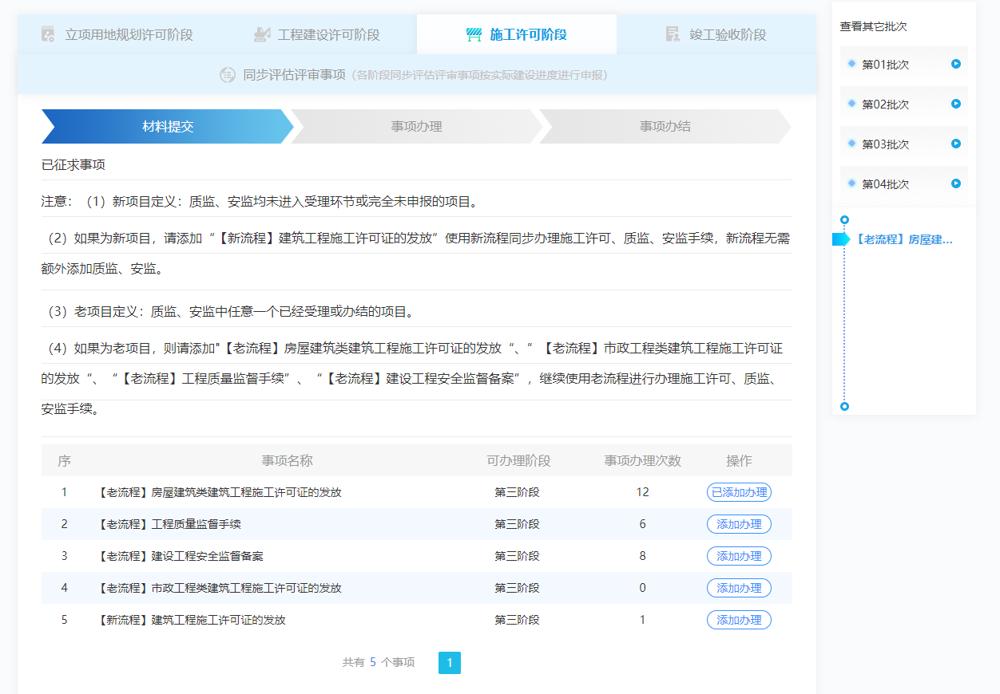 立项用地规划许可阶段
工程建设许可阶段
施工许可阶段
竣工验收阶段
同步评估评审事项（各阶段同步评估评审事项按实际建设进度进行申报）
材料提交
事项办理
事项办结
已征求事项
注意：（1）新项目定义：质监、安监均未进入受理环节或完全未申报的项目。
（2）如果为新项目，请添加“【新流程】建筑工程施工许可证的发放”使用新流程同步办理施工许可、质监、安监手续，新流程无需
额外添加质监、安监。
（3）老项目定义：质监、安监中任意一个已经受理或办结的项目。
（4）如果为老项目，则请添加"【老流程】房屋建筑类建筑工程施工许可证的发放“、”【老流程】市政工程类建筑工程施工许可证
的发放“、“【老流程】工程质量监督手续”、“【老流程】建设工程安全监督备案”，继续使用老流程进行办理施工许可、质监、
安监手续。
序 事项名称 可办理阶段 事项办理次数 操作
1 【老流程】房屋建筑类建筑工程施工许可证的发放 第三阶段 12 已添加办理
2 【老流程】工程质量监督手续 第三阶段 6 添加办理
3 【老流程】建设工程安全监督备案 第三阶段 8 添加办理
4 【老流程】市政工程类建筑工程施工许可证的发放 第三阶段 0 添加办理
5 【新流程】建筑工程施工许可证的发放 第三阶段 1 添加办理
共有 5 个事项 1
查看其它批次
第01批次
第02批次
第03批次
第04批次
【老流程】房屋建...